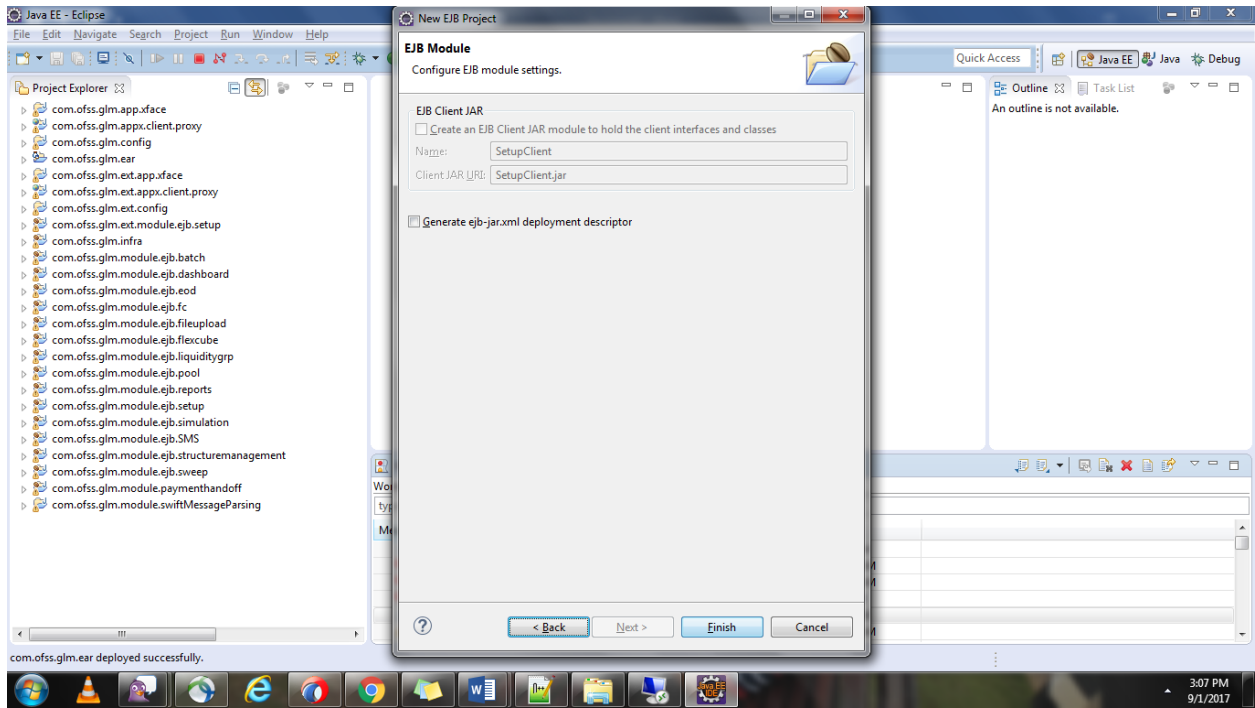 Java EE - Eclipse
File Edit Navigate Search Project Run Window Help
Quick Access
Java EE
Java
Debug
Project Explorer
com.ofss.glm.app.xface
com.ofss.glm.appx.client.proxy
com.ofss.glm.config
com.ofss.glm.ear
com.ofss.glm.ext.app.xface
com.ofss.glm.ext.appx.client.proxy
com.ofss.glm.ext.config
com.ofss.glm.ext.module.ejb.setup
com.ofss.glm.infra
com.ofss.glm.module.ejb.batch
com.ofss.glm.module.ejb.dashboard
com.ofss.glm.module.ejb.eod
com.ofss.glm.module.ejb.fc
com.ofss.glm.module.ejb.fileupload
com.ofss.glm.module.ejb.flexcube
com.ofss.glm.module.ejb.liquiditygrp
com.ofss.glm.module.ejb.pool
com.ofss.glm.module.ejb.reports
com.ofss.glm.module.ejb.setup
com.ofss.glm.module.ejb.simulation
com.ofss.glm.module.ejb.SMS
com.ofss.glm.module.ejb.structuremanagement
com.ofss.glm.module.ejb.sweep
com.ofss.glm.module.paymenthandoff
com.ofss.glm.module.swiftMessageParsing
New EJB Project
EJB Module
Configure EJB module settings.
EJB Client JAR
Create an EJB Client JAR module to hold the client interfaces and classes
Name: SetupClient
Client JAR URI: SetupClient.jar
Generate ejb-jar.xml deployment descriptor
< Back
Next >
Finish
Cancel
Outline
Task List
An outline is not available.
com.ofss.glm.ear deployed successfully.
3:07 PM
9/1/2017